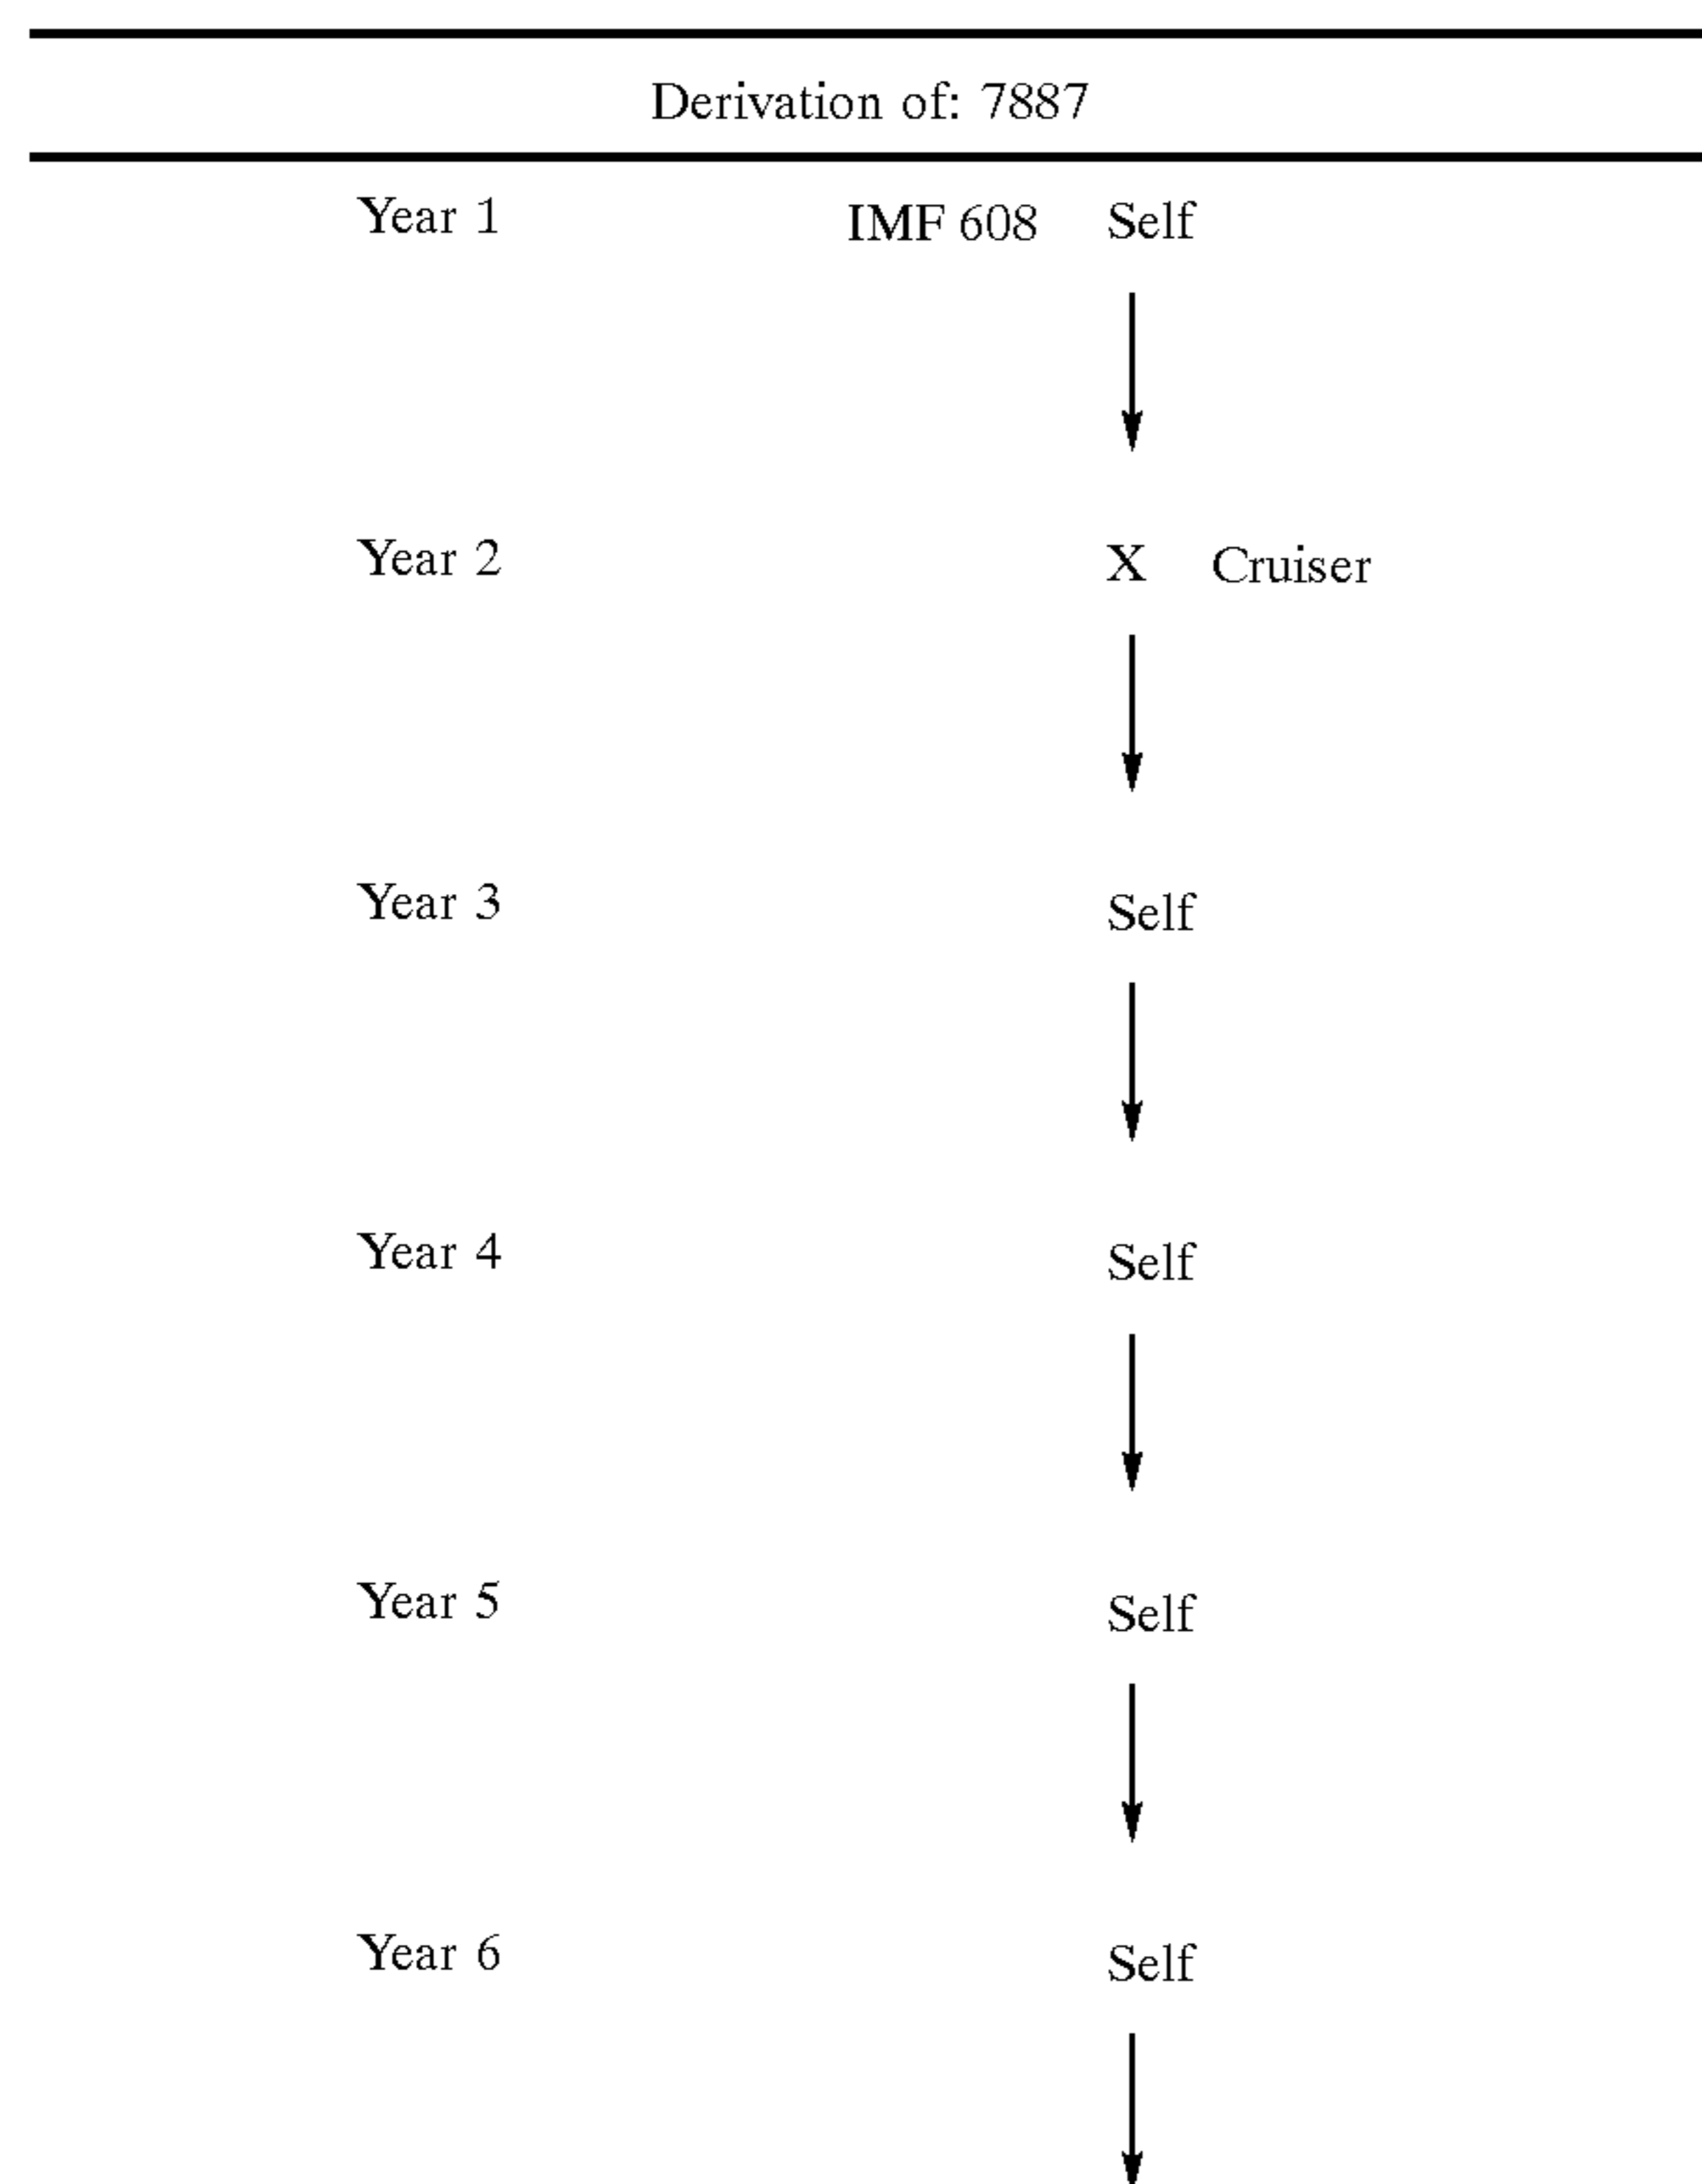 Derivation of: 7887
Year 1 IMF 608 Self
Year 2 X Cruiser
Year 3 Self
Year 4 Self
Year 5 Self
Year 6 Self